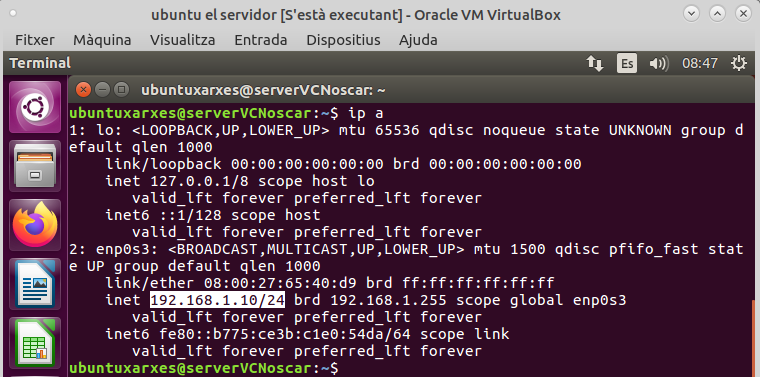 ubuntu el servidor [S'està executant] - Oracle VM VirtualBox
Fitxer Màquina Visualitza Entrada Dispositius Ajuda
Terminal Es 08:47
ubuntuxarxes@serverVCNoscar: ~
ubuntuxarxes@serverVCNoscar:~$ ip a
1: lo: <LOOPBACK,UP,LOWER_UP> mtu 65536 qdisc noqueue state UNKNOWN group d
efault qlen 1000
    link/loopback 00:00:00:00:00:00 brd 00:00:00:00:00:00
    inet 127.0.0.1/8 scope host lo
       valid_lft forever preferred_lft forever
    inet6 ::1/128 scope host
       valid_lft forever preferred_lft forever
2: enp0s3: <BROADCAST,MULTICAST,UP,LOWER_UP> mtu 1500 qdisc pfifo_fast stat
e UP group default qlen 1000
    link/ether 08:00:27:65:40:d9 brd ff:ff:ff:ff:ff:ff
    inet 192.168.1.10/24 brd 192.168.1.255 scope global enp0s3
       valid_lft forever preferred_lft forever
    inet6 fe80::b775:ce3b:c1e0:54da/64 scope link
       valid_lft forever preferred_lft forever
ubuntuxarxes@serverVCNoscar:~$